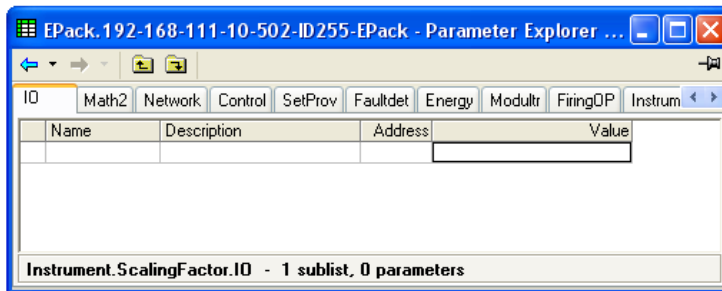 EPack.192-168-111-10-502-ID255-EPack - Parameter Explorer ...
IO Math2 Network Control SetProv Faultdet Energy Modultr FiringOP Instrum
Name Description Address Value
Instrument.ScalingFactor.IO - 1 sublist, 0 parameters